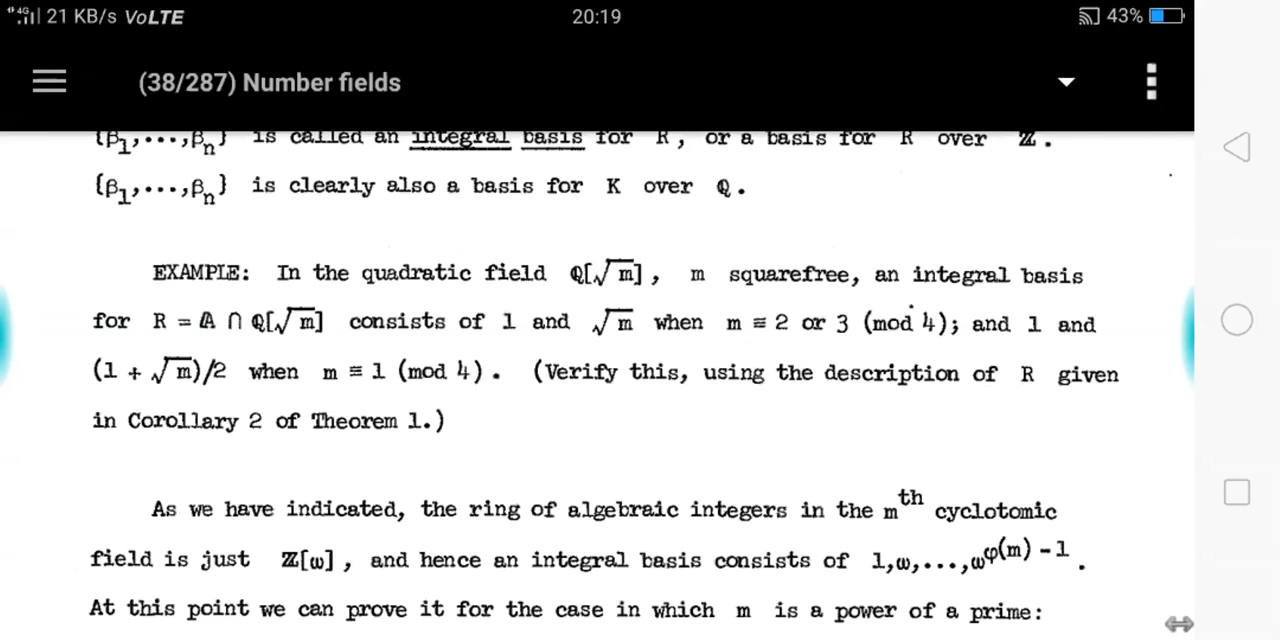 4G 21 KB/s VoLTE 20:19 43%
(38/287) Number fields
{β₁,...,βₙ} is called an integral basis for R, or a basis for R over ℤ.
{β₁,...,βₙ} is clearly also a basis for K over ℚ.
EXAMPLE: In the quadratic field ℚ[√m], m squarefree, an integral basis
for R = 𝔸 ∩ ℚ[√m] consists of 1 and √m when m ≡ 2 or 3 (mod 4); and 1 and
(1 + √m)/2 when m ≡ 1 (mod 4). (Verify this, using the description of R given
in Corollary 2 of Theorem 1.)
As we have indicated, the ring of algebraic integers in the mᵗʰ cyclotomic
field is just ℤ[ω], and hence an integral basis consists of 1,ω,...,ω^φ(m) - 1.
At this point we can prove it for the case in which m is a power of a prime: